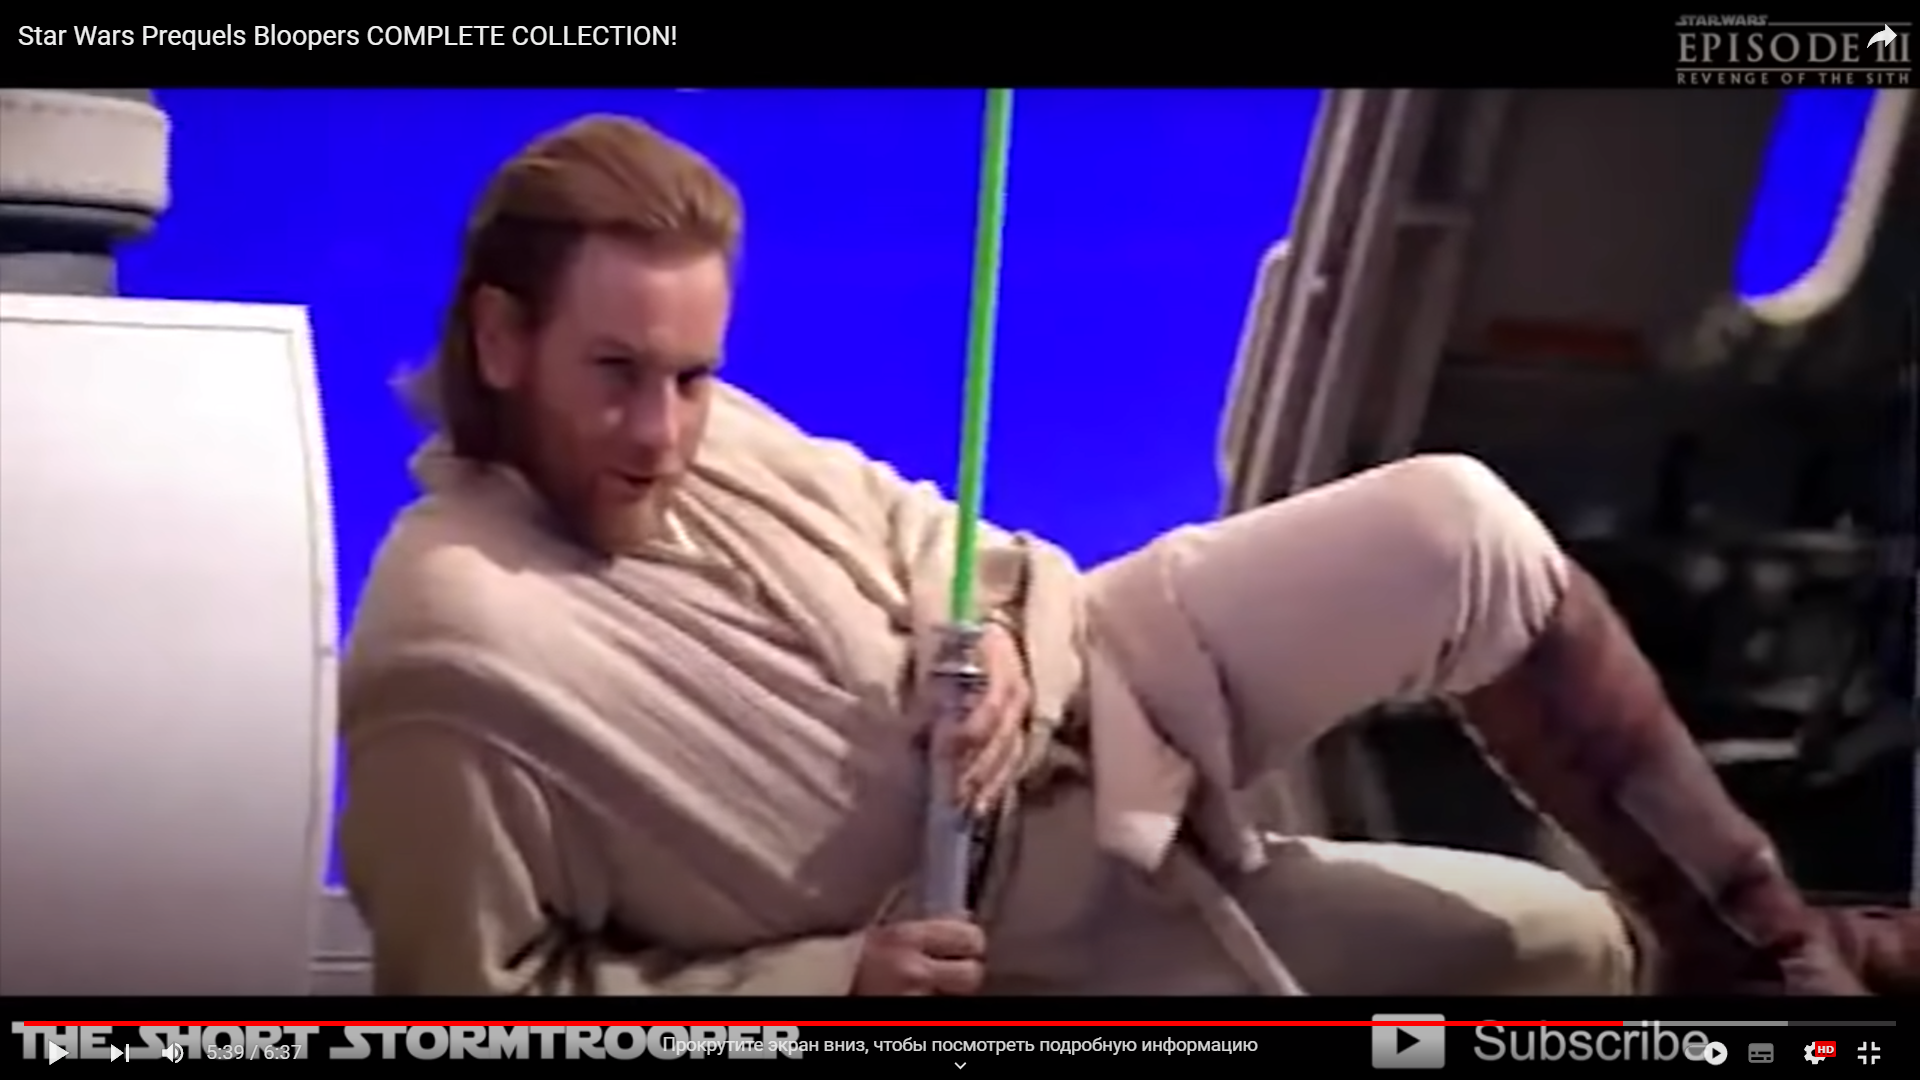 Star Wars Prequels Bloopers COMPLETE COLLECTION!
STAR WARS
EPISODE III
REVENGE OF THE SITH
THE SHORT STORMTROOPER
Subscribe
5:39 / 6:37
Прокрутите экран вниз, чтобы посмотреть подробную информацию
HD